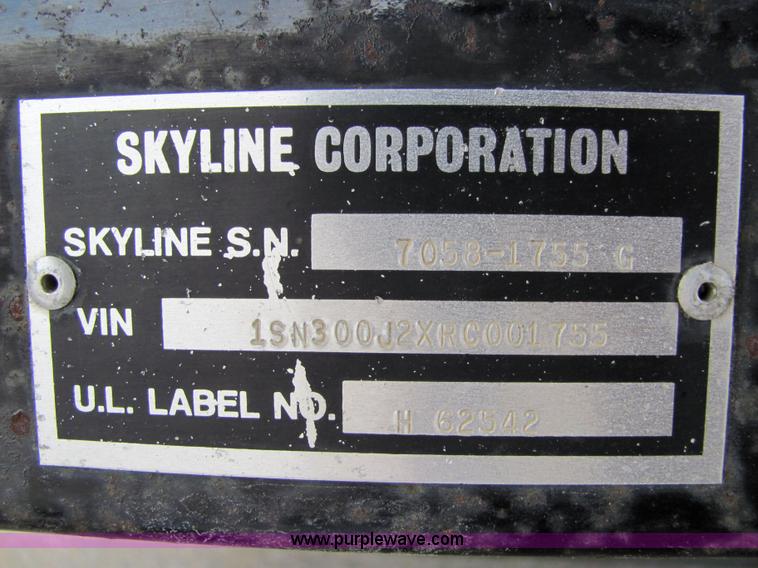 SKYLINE CORPORATION
SKYLINE S.N. 7058-1755 G
VIN 1SN300J2XRC001755
U.L. LABEL NO. H 62542
www.purplewave.com